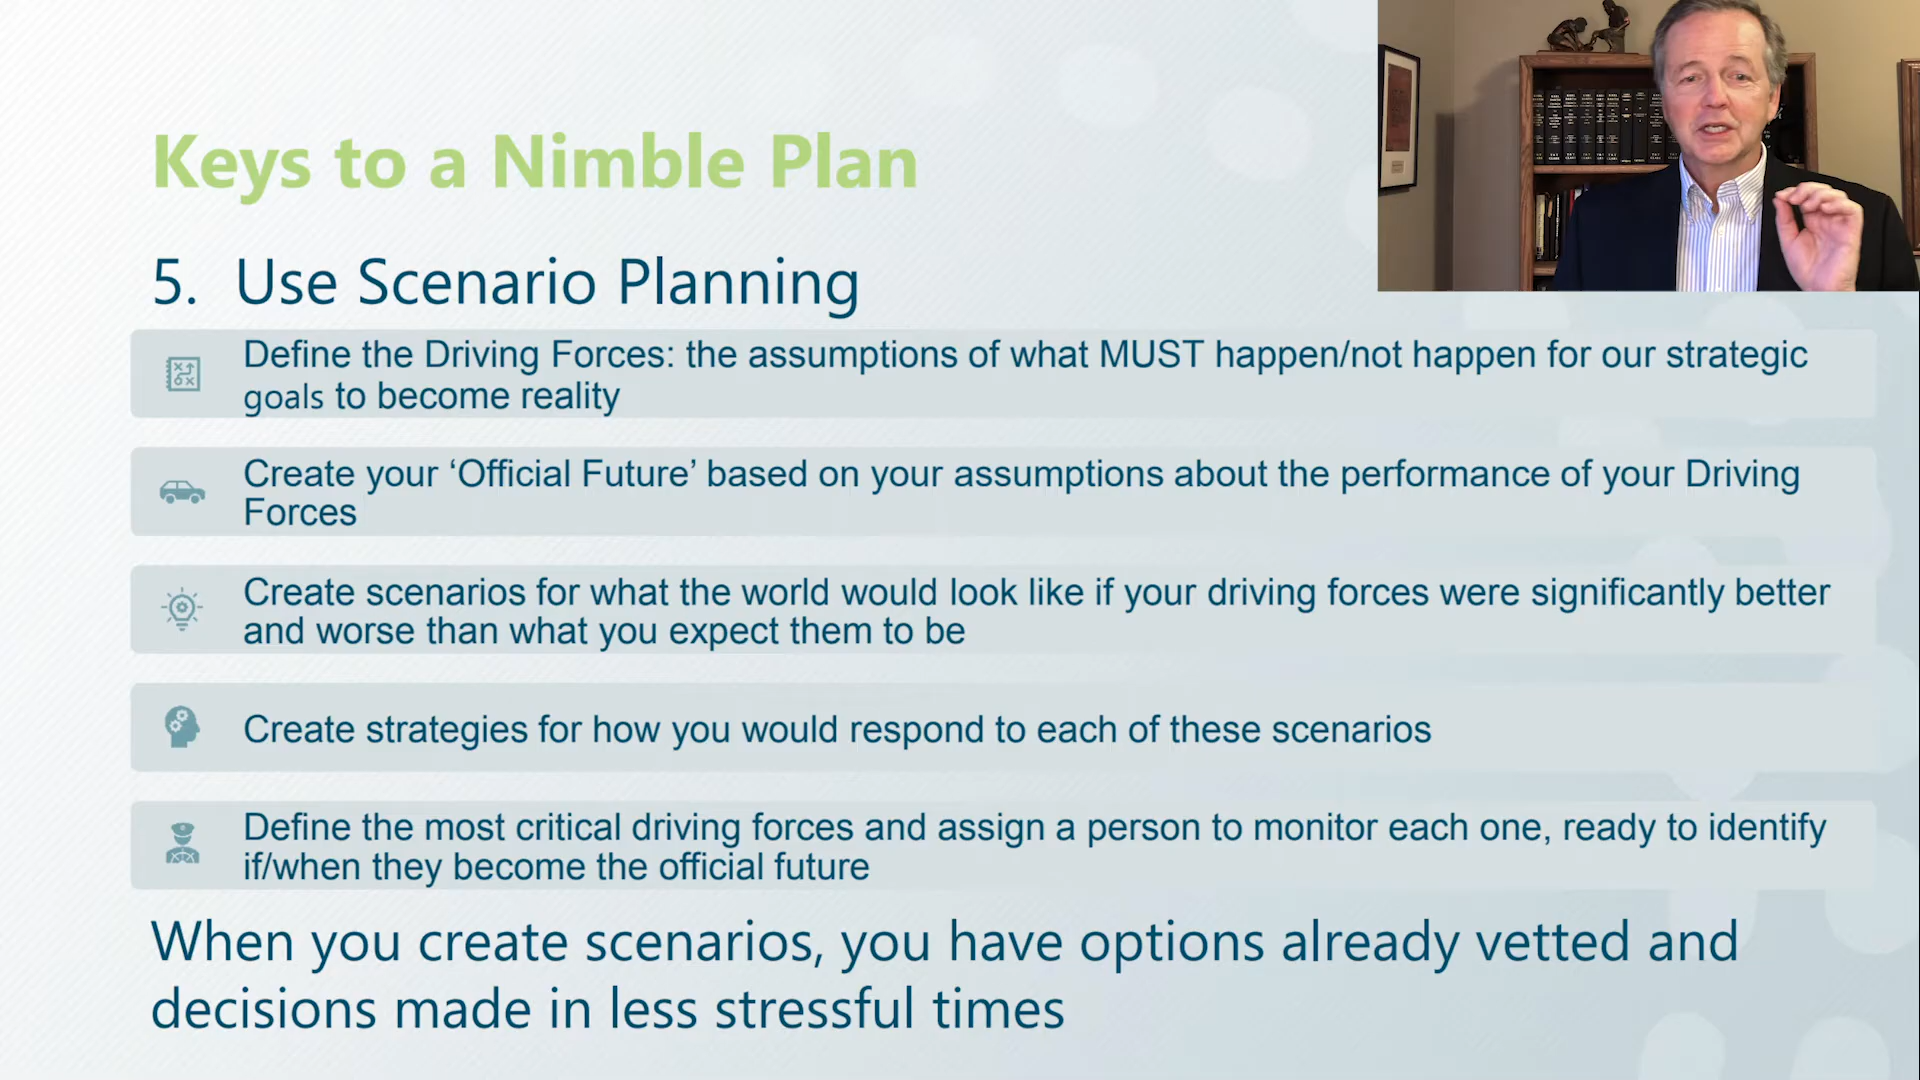 Keys to a Nimble Plan
5. Use Scenario Planning
Define the Driving Forces: the assumptions of what MUST happen/not happen for our strategic
goals to become reality
Create your ‘Official Future’ based on your assumptions about the performance of your Driving
Forces
Create scenarios for what the world would look like if your driving forces were significantly better
and worse than what you expect them to be
Create strategies for how you would respond to each of these scenarios
Define the most critical driving forces and assign a person to monitor each one, ready to identify
if/when they become the official future
When you create scenarios, you have options already vetted and
decisions made in less stressful times